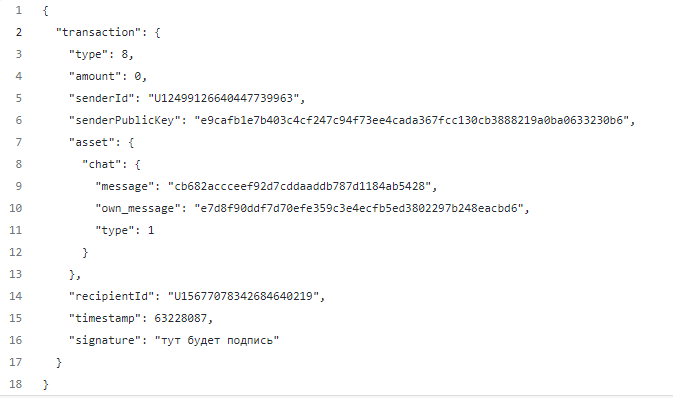 1 {
2 "transaction": {
3 "type": 8,
4 "amount": 0,
5 "senderId": "U12499126640447739963",
6 "senderPublicKey": "e9cafb1e7b403c4cf247c94f73ee4cada367fcc130cb3888219a0ba0633230b6",
7 "asset": {
8 "chat": {
9 "message": "cb682accceef92d7cddaaddb787d1184ab5428",
10 "own_message": "e7d8f90ddf7d70efe359c3e4ecfb5ed3802297b248eacbd6",
11 "type": 1
12 }
13 },
14 "recipientId": "U15677078342684640219",
15 "timestamp": 63228087,
16 "signature": "тут будет подпись"
17 }
18 }